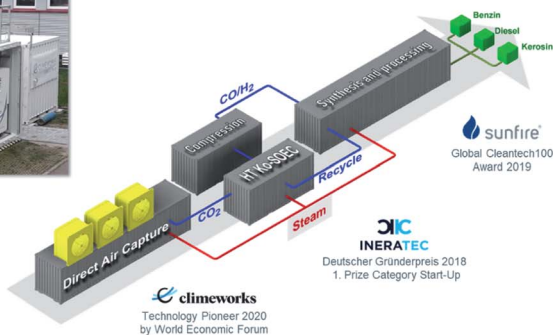 Benzin
Diesel
Kerosin
Synthesis and processing
CO/H2
Compression
HT Ko-SOEC
Recycle
CO2
Steam
Direct Air Capture
sunfire®
Global Cleantech100
Award 2019
INERATEC
Deutscher Gründerpreis 2018
1. Prize Category Start-Up
climeworks
Technology Pioneer 2020
by World Economic Forum